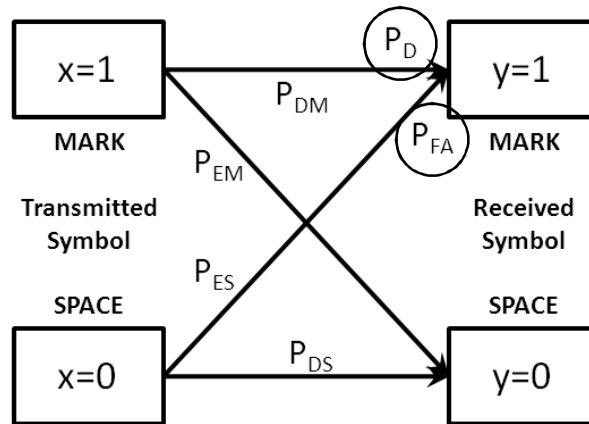 x=1
P_D
y=1
P_DM
MARK
P_FA
MARK
P_EM
Transmitted
Symbol
Received
Symbol
P_ES
SPACE
SPACE
P_DS
x=0
y=0